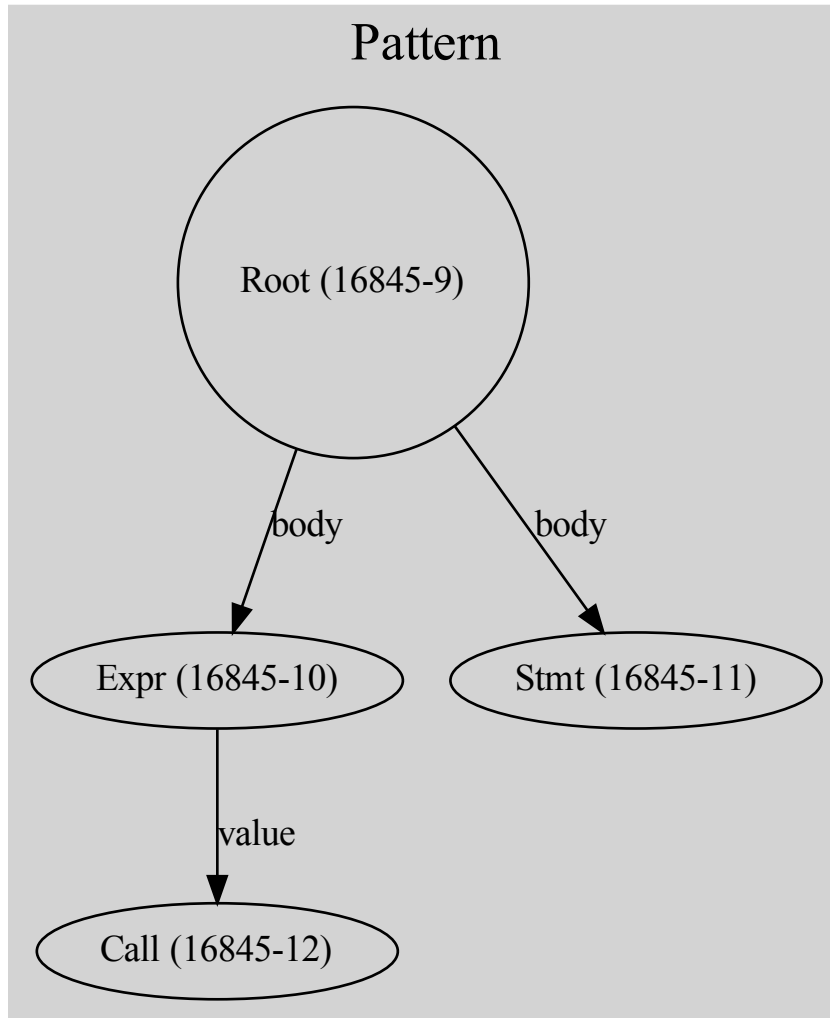 Pattern
Root (16845-9)
body
body
Expr (16845-10)
Stmt (16845-11)
value
Call (16845-12)